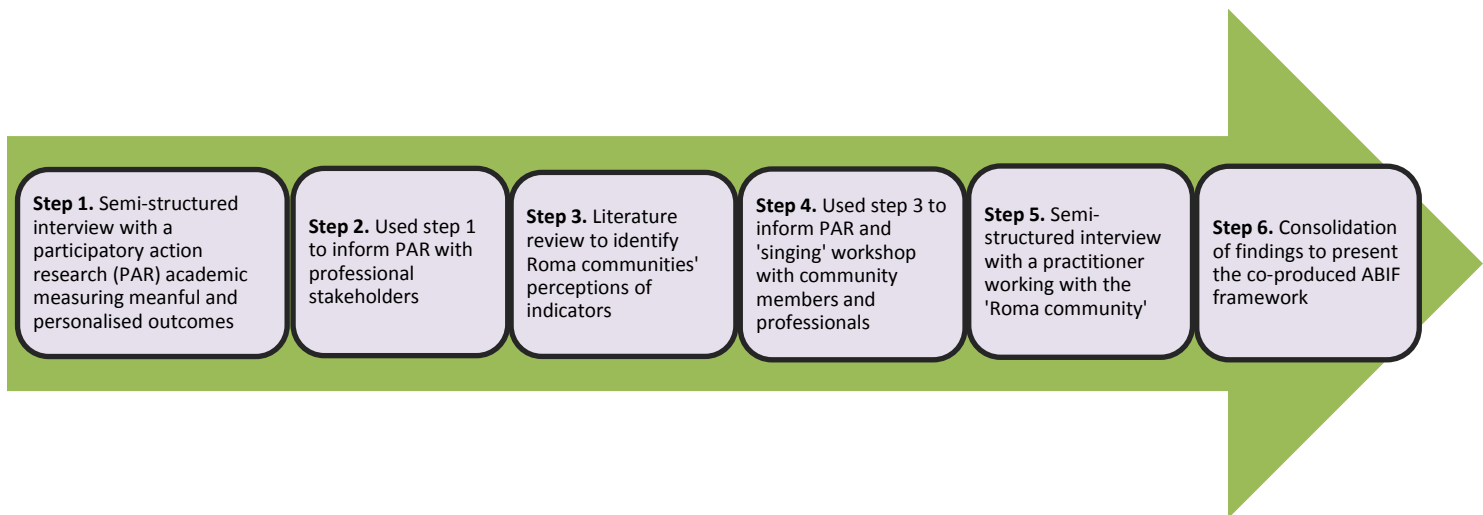 Step 1. Semi-structured
interview with a
participatory action
research (PAR) academic
measuring meanful and
personalised outcomes
Step 2. Used step 1
to inform PAR with
professional
stakeholders
Step 3. Literature
review to identify
Roma communities'
perceptions of
indicators
Step 4. Used step 3 to
inform PAR and
'singing' workshop
with community
members and
professionals
Step 5. Semi-
structured interview
with a practitioner
working with the
'Roma community'
Step 6. Consolidation
of findings to present
the co-produced ABIF
framework